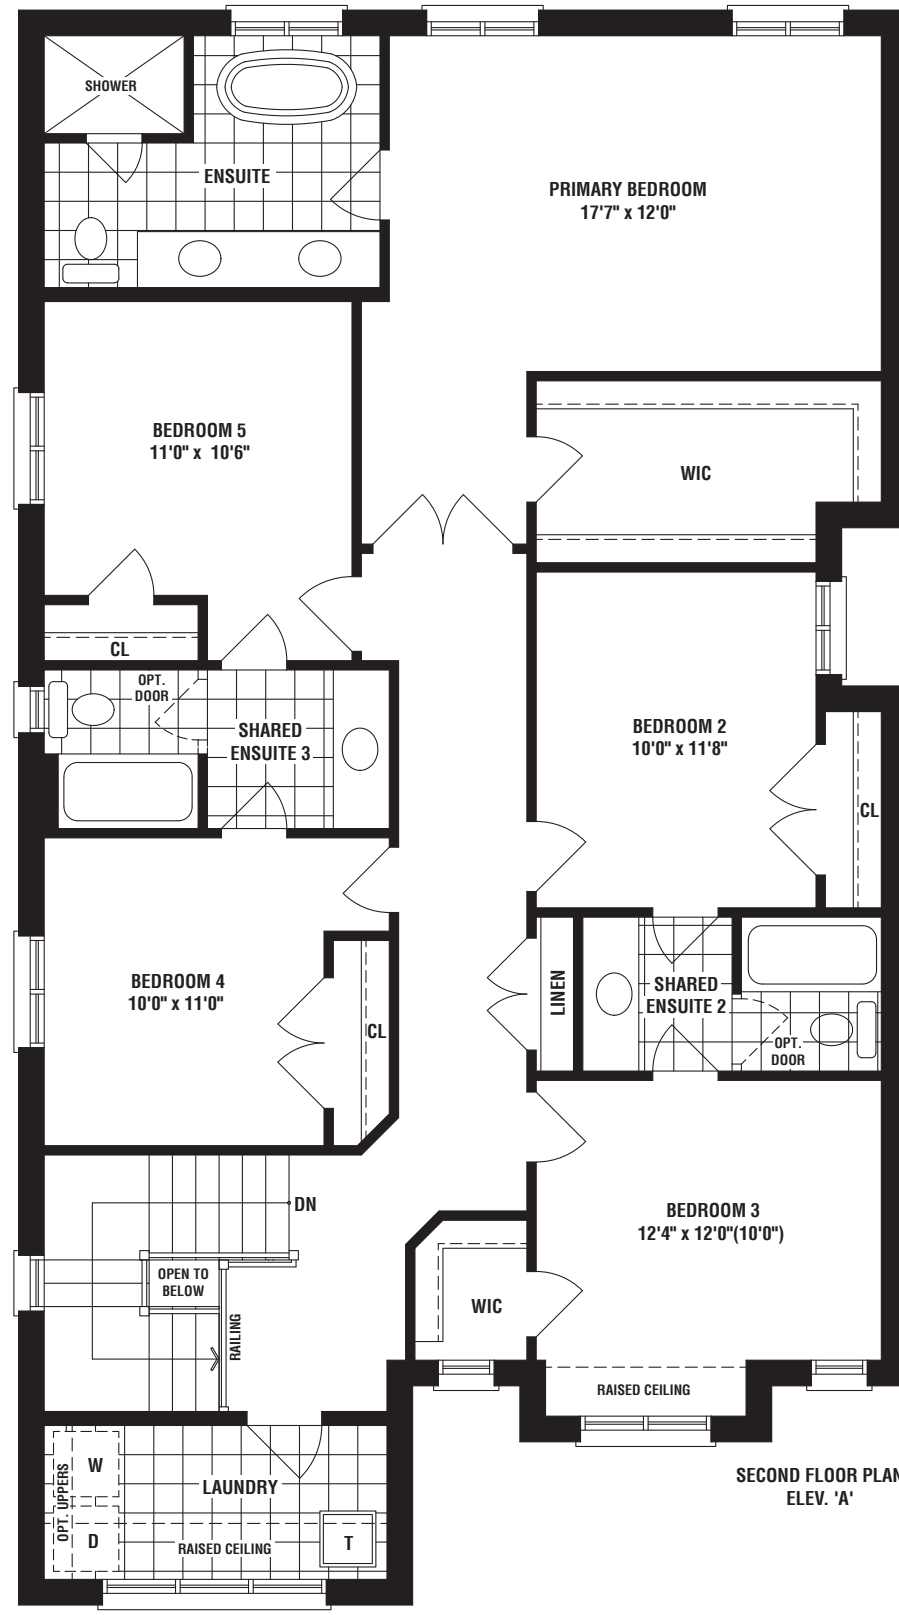 SHOWER
ENSUITE
PRIMARY BEDROOM
17'7" x 12'0"
BEDROOM 5
11'0" x 10'6"
WIC
CL
OPT.
DOOR
SHARED
ENSUITE 3
BEDROOM 2
10'0" x 11'8"
CL
BEDROOM 4
10'0" x 11'0"
CL
LINEN
SHARED
ENSUITE 2
OPT.
DOOR
DN
BEDROOM 3
12'4" x 12'0"(10'0")
OPEN TO
BELOW
RAILING
WIC
RAISED CEILING
SECOND FLOOR PLAN
ELEV. 'A'
OPT. UPPERS
W
D
LAUNDRY
RAISED CEILING
T